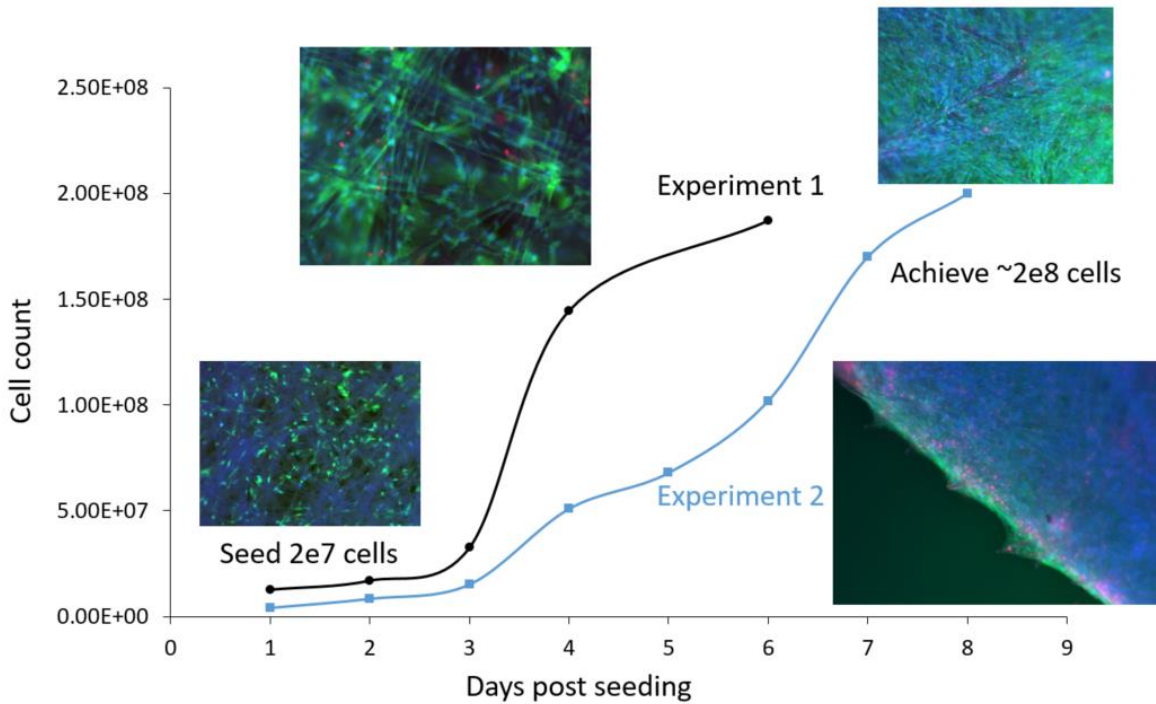 2.50E+08
2.00E+08
1.50E+08
1.00E+08
5.00E+07
0.00E+00
Cell count
Experiment 1
Achieve ~2e8 cells
Experiment 2
Seed 2e7 cells
0 1 2 3 4 5 6 7 8 9
Days post seeding